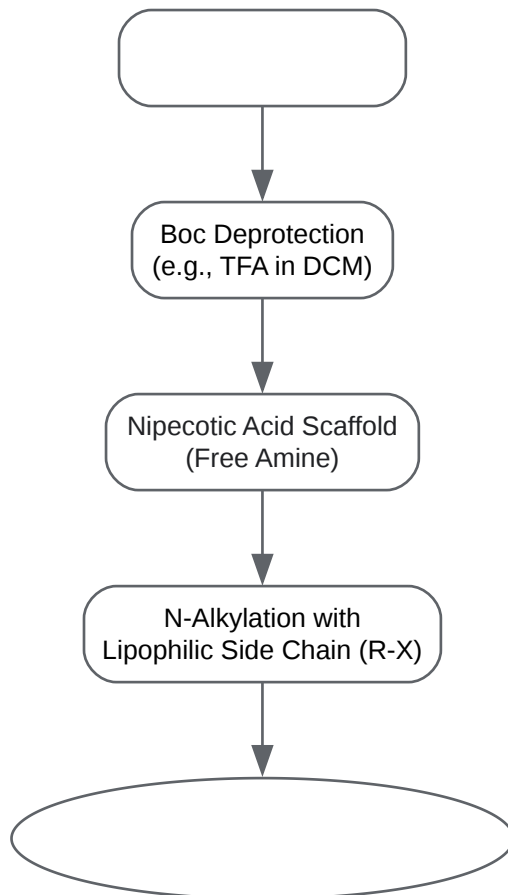 Boc Deprotection
(e.g., TFA in DCM)
Nipecotic Acid Scaffold
(Free Amine)
N-Alkylation with
Lipophilic Side Chain (R-X)